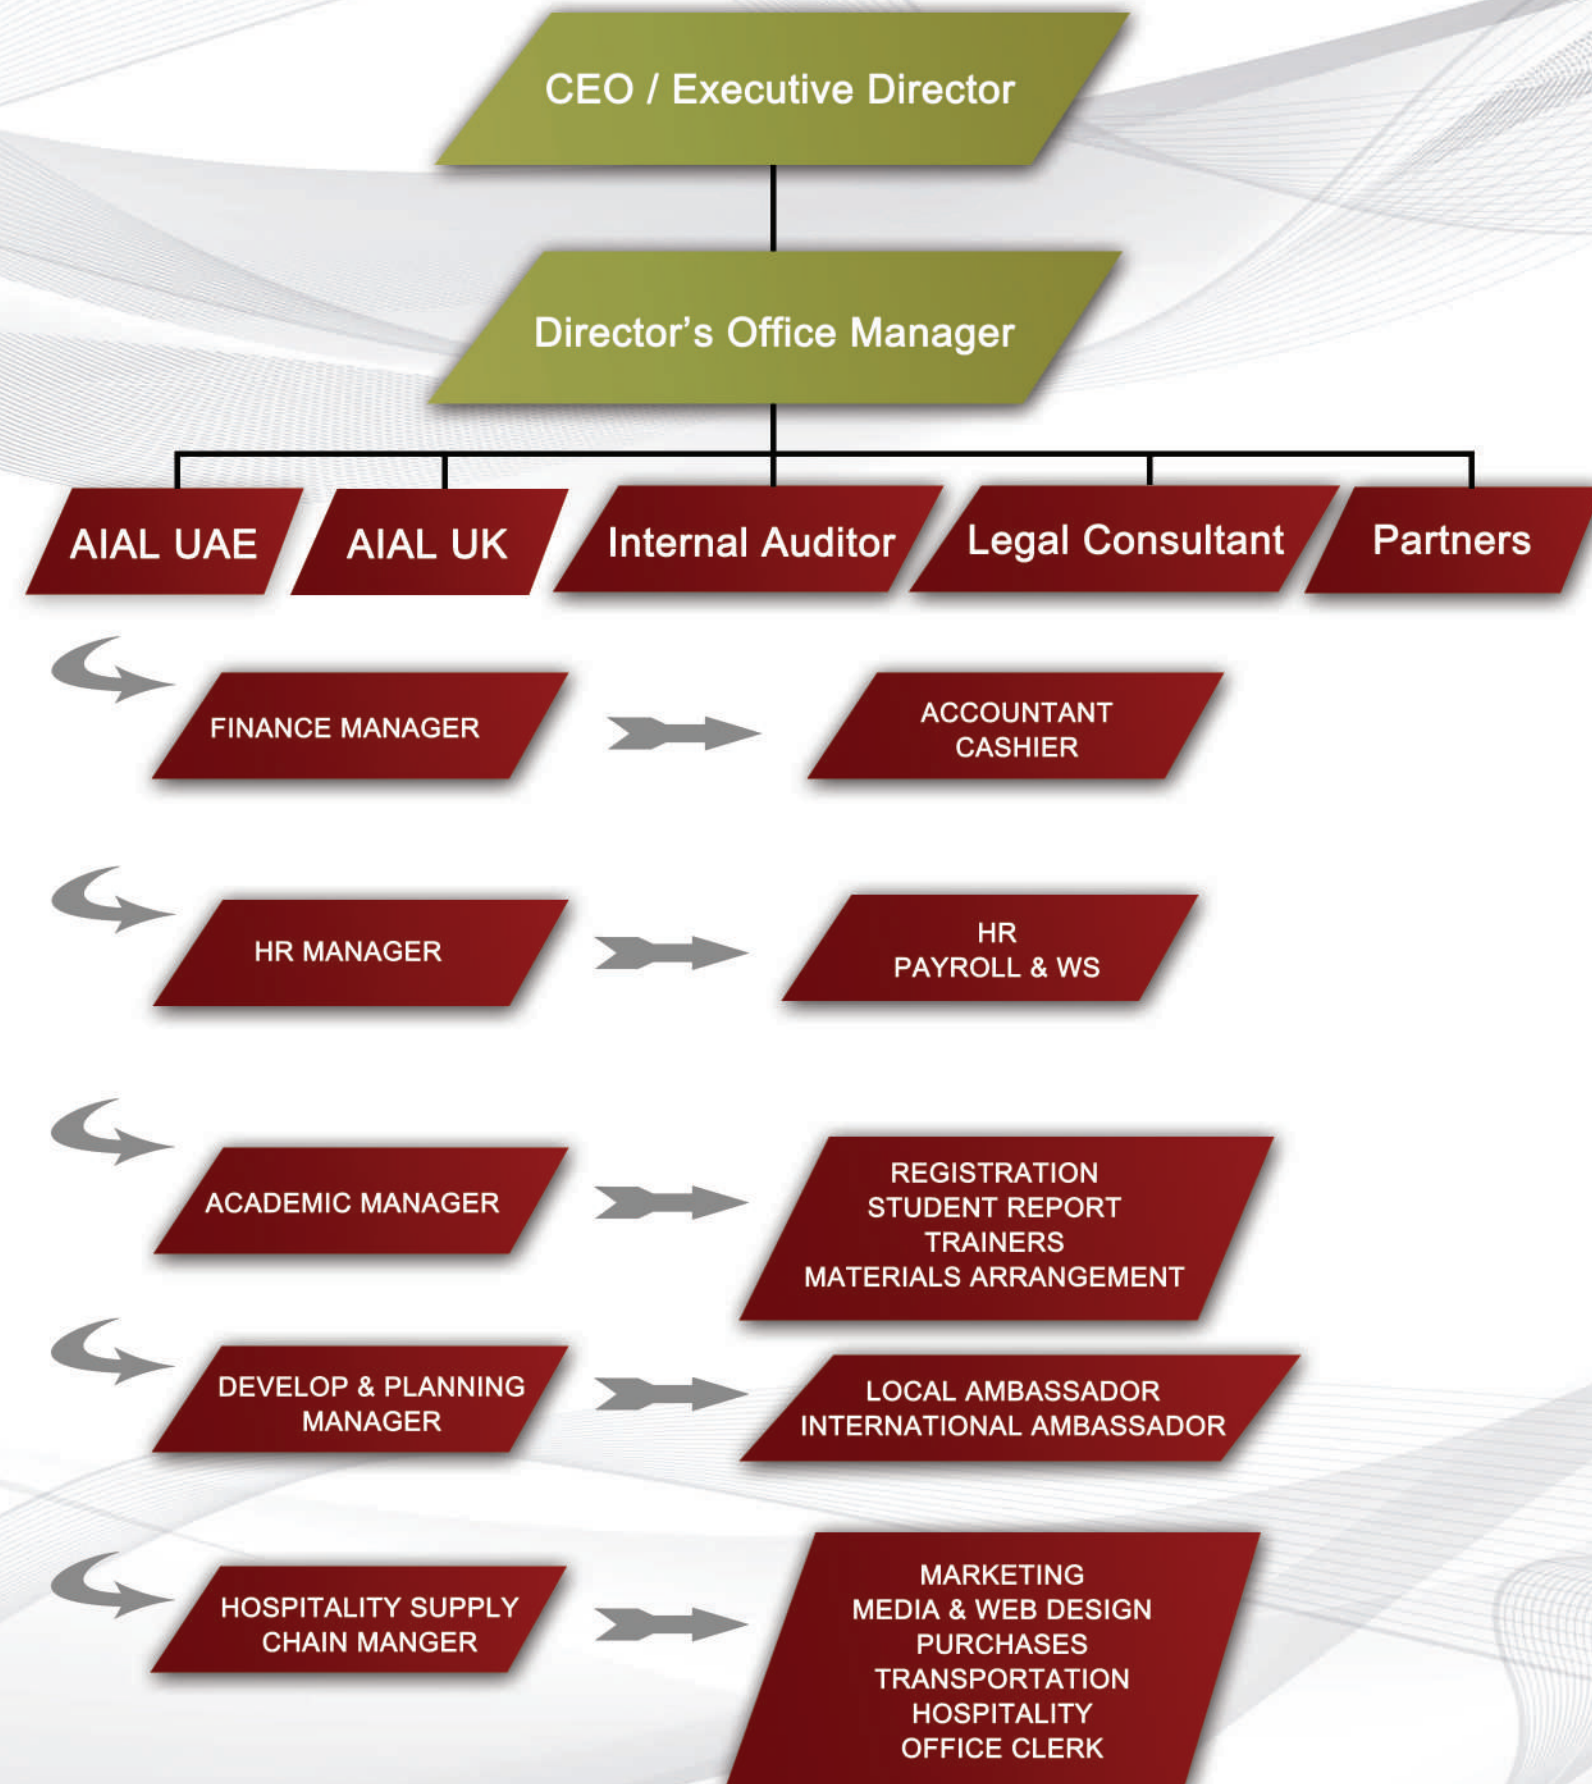 CEO / Executive Director
Director’s Office Manager
AIAL UAE
AIAL UK
Internal Auditor
Legal Consultant
Partners
FINANCE MANAGER
ACCOUNTANT
CASHIER
HR MANAGER
HR
PAYROLL & WS
ACADEMIC MANAGER
REGISTRATION
STUDENT REPORT
TRAINERS
MATERIALS ARRANGEMENT
DEVELOP & PLANNING
MANAGER
LOCAL AMBASSADOR
INTERNATIONAL AMBASSADOR
HOSPITALITY SUPPLY
CHAIN MANGER
MARKETING
MEDIA & WEB DESIGN
PURCHASES
TRANSPORTATION
HOSPITALITY
OFFICE CLERK